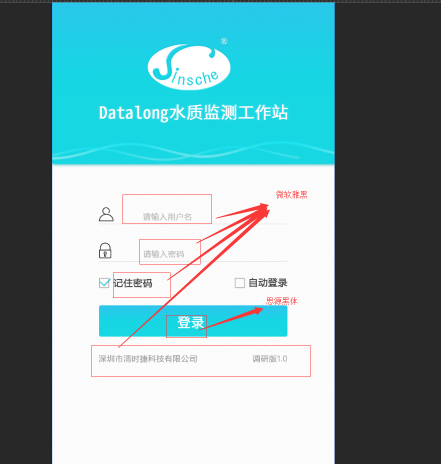 ®
Jinsche
Datalong水质监测工作站
微软雅黑
请输入用户名
请输入密码
记住密码 自动登录
思源黑体
登录
深圳市清时捷科技有限公司 调研版1.0